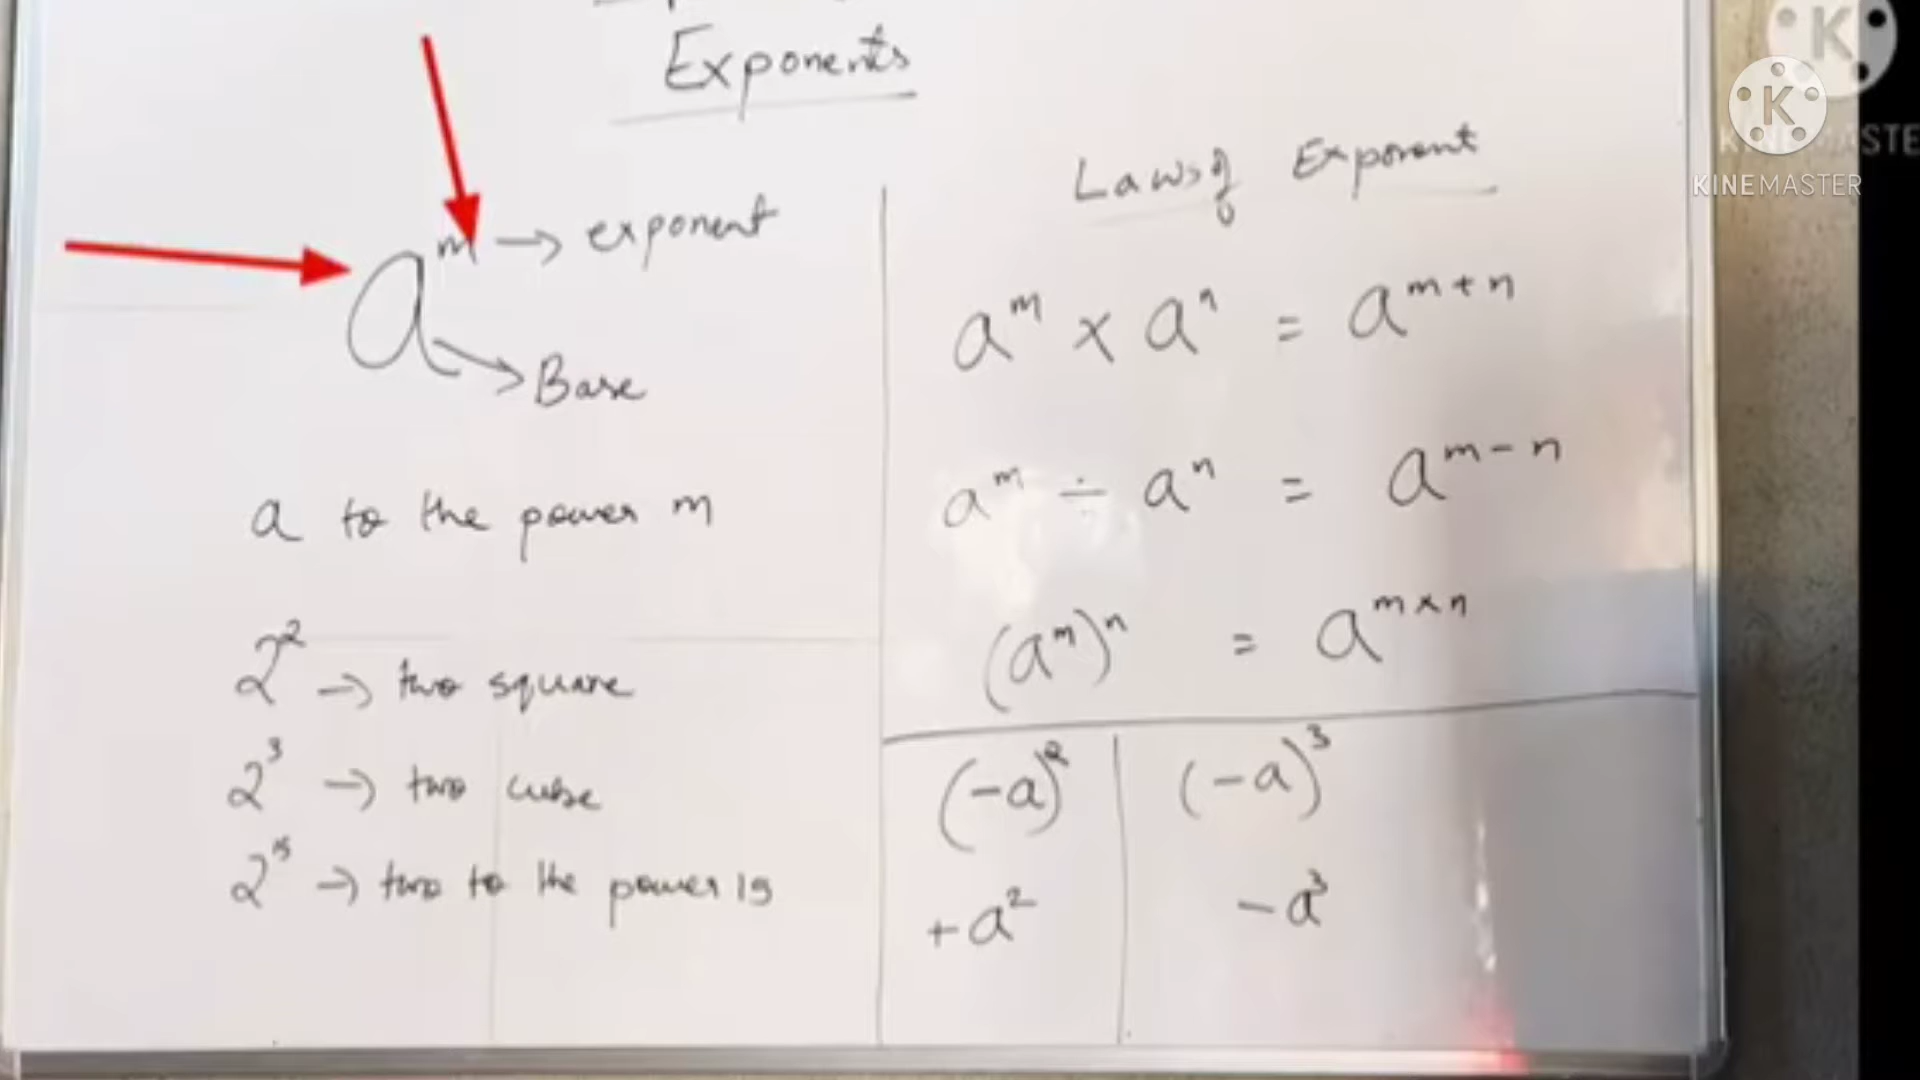 Exponents
a^m → exponent
Base
a to the power m
2^2 → two square
2^3 → two cube
2^15 → two to the power 15
Laws of Exponent
a^m × a^n = a^{m+n}
a^m ÷ a^n = a^{m-n}
(a^m)^n = a^{m×n}
(-a)^2
+a^2
(-a)^3
-a^3
KINEMASTER